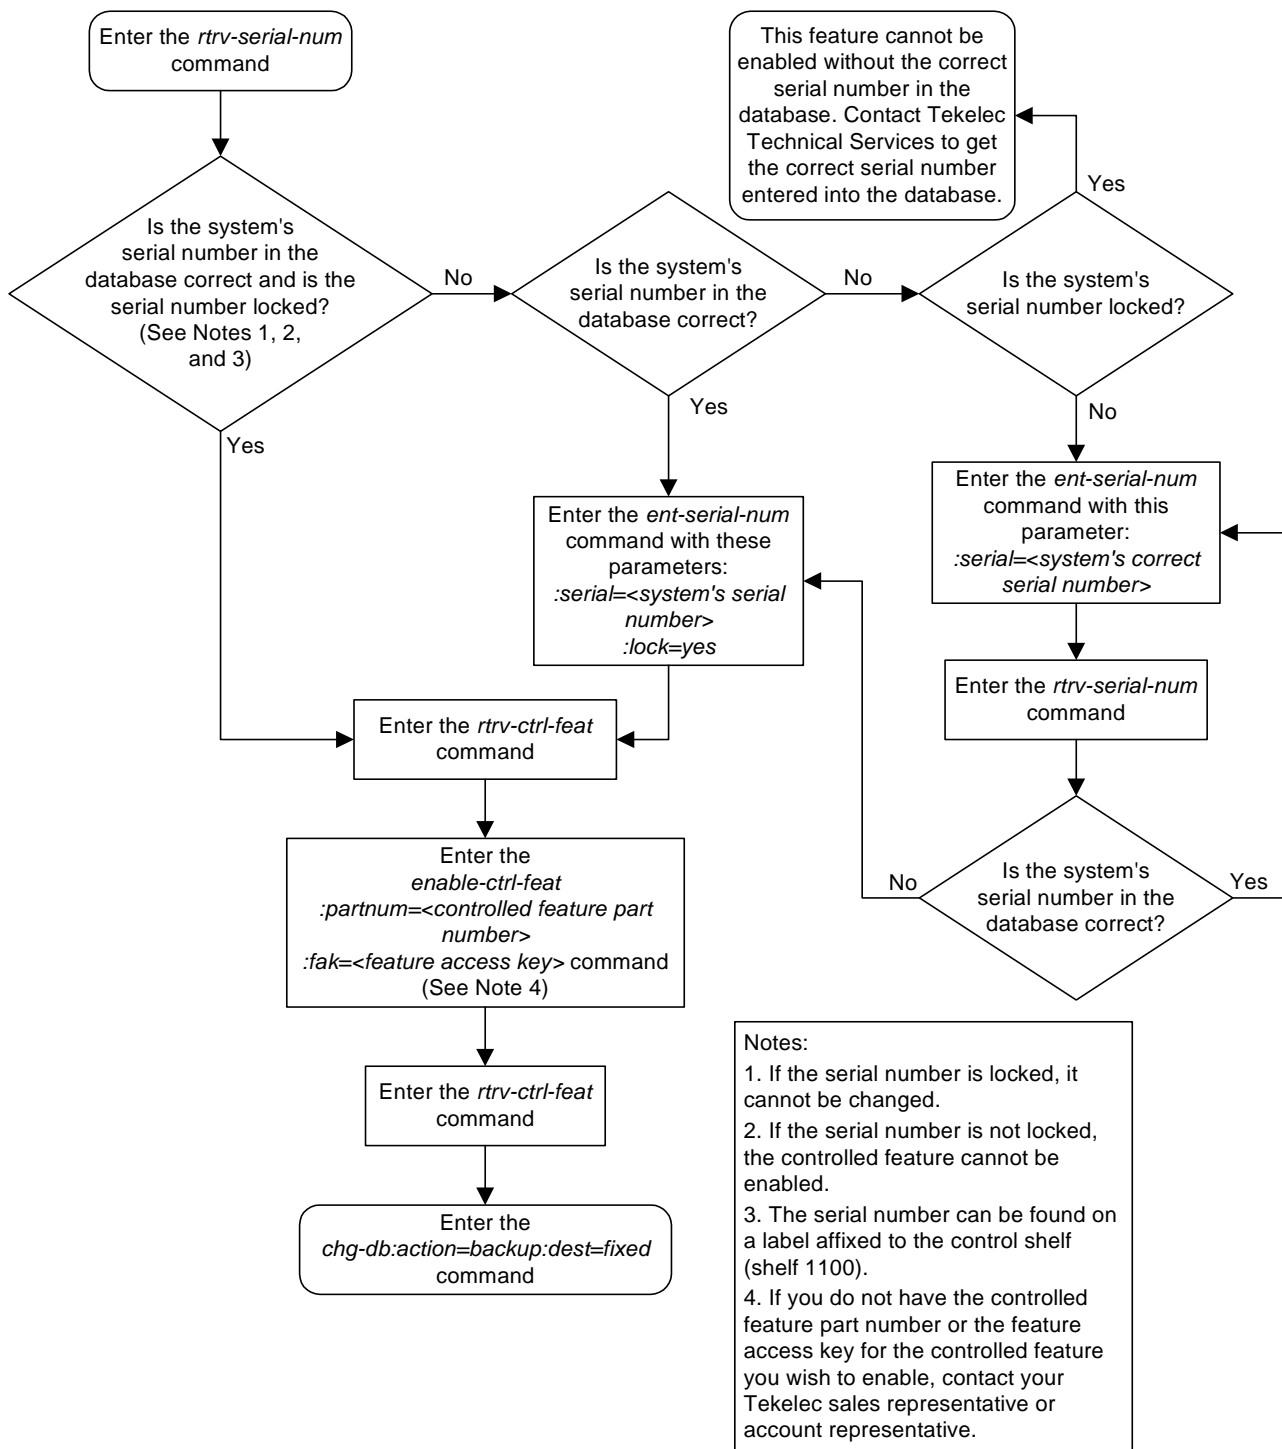 Enter the rtrv-serial-num
command
This feature cannot be
enabled without the correct
serial number in the
database. Contact Tekelec
Technical Services to get
the correct serial number
entered into the database.
Yes
Is the system's
serial number in the
database correct and is the
serial number locked?
(See Notes 1, 2,
and 3)
No
Is the system's
serial number in the
database correct?
No
Is the system's
serial number locked?
Yes
Yes
No
Enter the ent-serial-num
command with these
parameters:
:serial=<system's serial
number>
:lock=yes
Enter the ent-serial-num
command with this
parameter:
:serial=<system's correct
serial number>
Enter the rtrv-serial-num
command
Enter the rtrv-ctrl-feat
command
Is the system's
serial number in the
database correct?
No
Yes
Enter the
enable-ctrl-feat
:partnum=<controlled feature part
number>
:fak=<feature access key> command
(See Note 4)
Enter the rtrv-ctrl-feat
command
Enter the
chg-db:action=backup:dest=fixed
command
Notes:
1. If the serial number is locked, it
cannot be changed.
2. If the serial number is not locked,
the controlled feature cannot be
enabled.
3. The serial number can be found on
a label affixed to the control shelf
(shelf 1100).
4. If you do not have the controlled
feature part number or the feature
access key for the controlled feature
you wish to enable, contact your
Tekelec sales representative or
account representative.